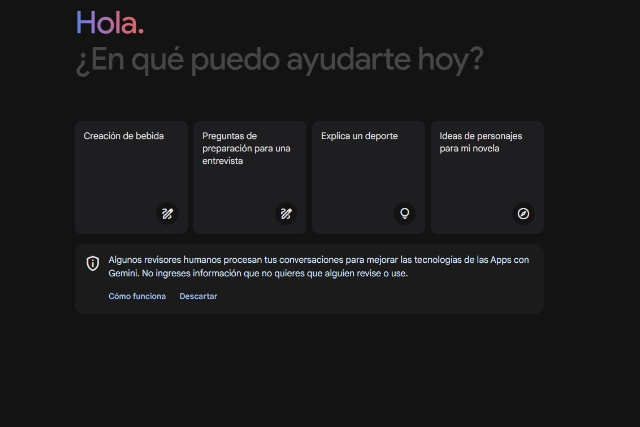 Hola.
¿En qué puedo ayudarte hoy?
Creación de bebida
Preguntas de
preparación para una
entrevista
Explica un deporte
Ideas de personajes
para mi novela
Algunos revisores humanos procesan tus conversaciones para mejorar las tecnologías de las Apps con
Gemini. No ingreses información que no quieres que alguien revise o use.
Cómo funciona
Descartar